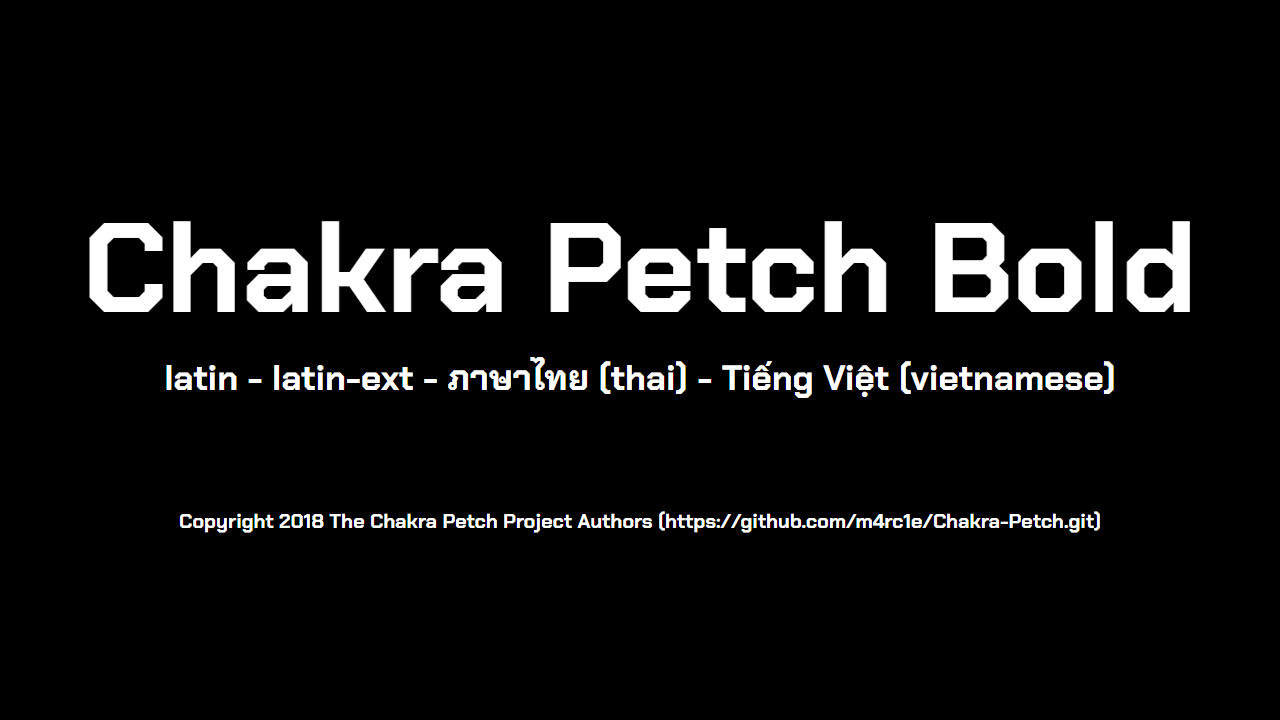 Chakra Petch Bold
latin - latin-ext - ภาษาไทย (thai) - Tiếng Việt (vietnamese)
Copyright 2018 The Chakra Petch Project Authors (https://github.com/m4rc1e/Chakra-Petch.git)